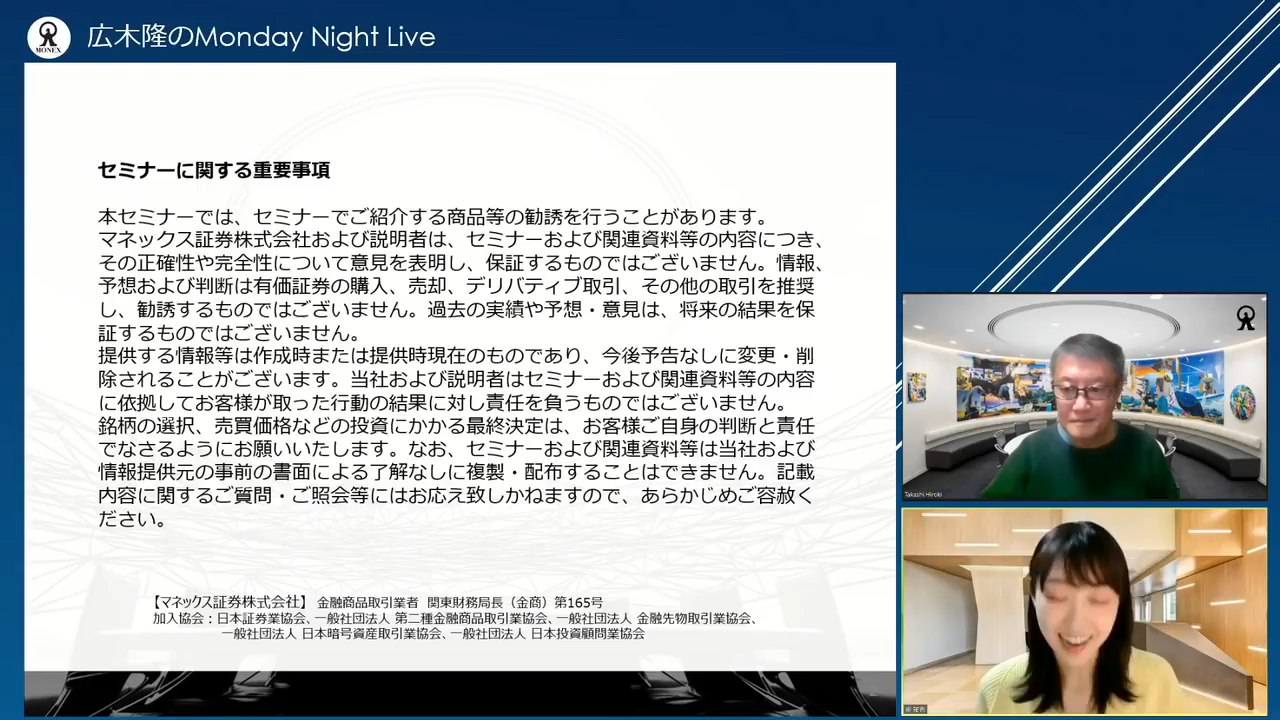 MONEX
広木隆のMonday Night Live
セミナーに関する重要事項
本セミナーでは、セミナーでご紹介する商品等の勧誘を行うことがあります。
マネックス証券株式会社および説明者は、セミナーおよび関連資料等の内容につき、
その正確性や完全性について意見を表明し、保証するものではございません。情報、
予想および判断は有価証券の購入、売却、デリバティブ取引、その他の取引を推奨
し、勧誘するものではございません。過去の実績や予想・意見は、将来の結果を保
証するものではございません。
提供する情報等は作成時または提供時現在のものであり、今後予告なしに変更・削
除されることがございます。当社および説明者はセミナーおよび関連資料等の内容
に依拠してお客様が取った行動の結果に対し責任を負うものではございません。
銘柄の選択、売買価格などの投資にかかる最終決定は、お客様ご自身の判断と責任
でなさるようにお願いいたします。なお、セミナーおよび関連資料等は当社および
情報提供元の事前の書面による了解なしに複製・配布することはできません。記載
内容に関するご質問・ご照会等にはお応え致しかねますので、あらかじめご容赦く
ださい。
【マネックス証券株式会社】 金融商品取引業者 関東財務局長（金商）第165号
加入協会：日本証券業協会、一般社団法人 第二種金融商品取引業協会、一般社団法人 金融先物取引業協会、
一般社団法人 日本暗号資産取引業協会、一般社団法人 日本投資顧問業協会
Takashi Hiroki